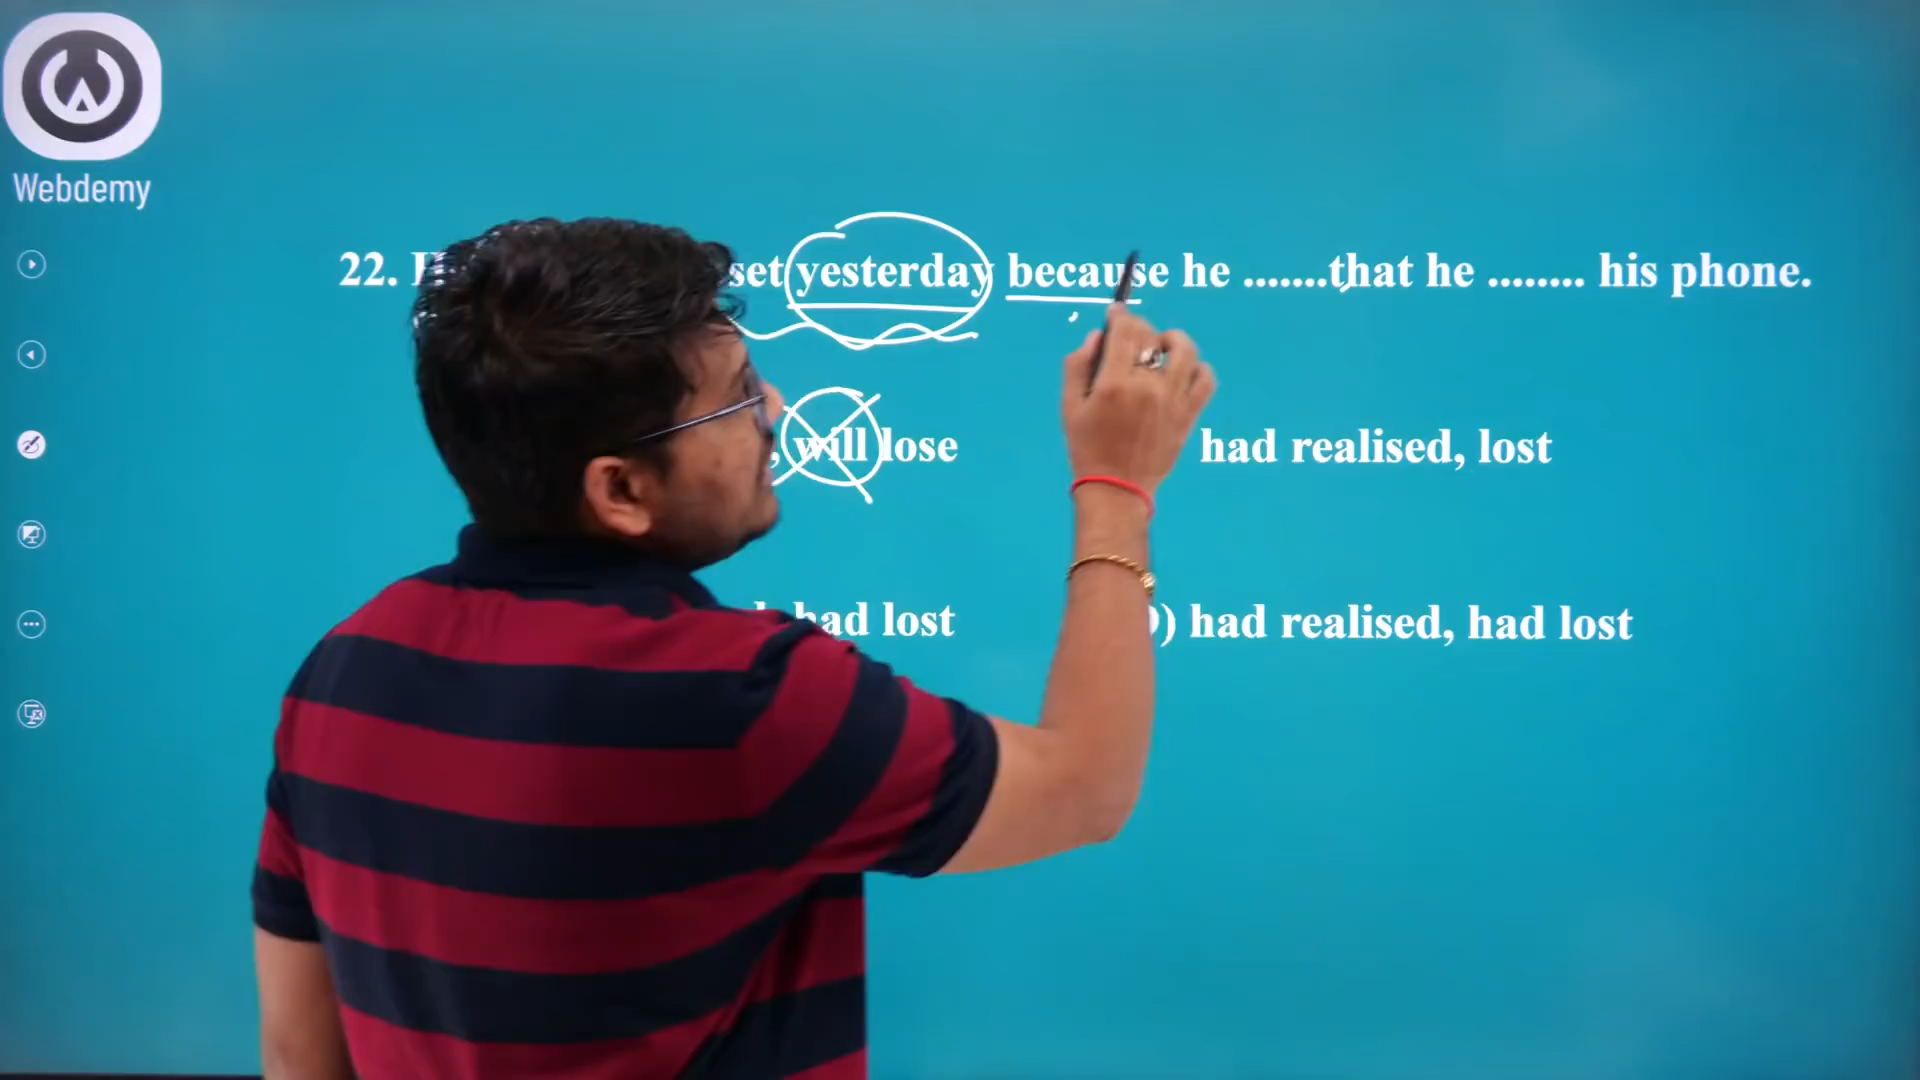 Webdemy
22. set yesterday because he .......that he ........ his phone.
, will lose had realised, lost
had lost D) had realised, had lost